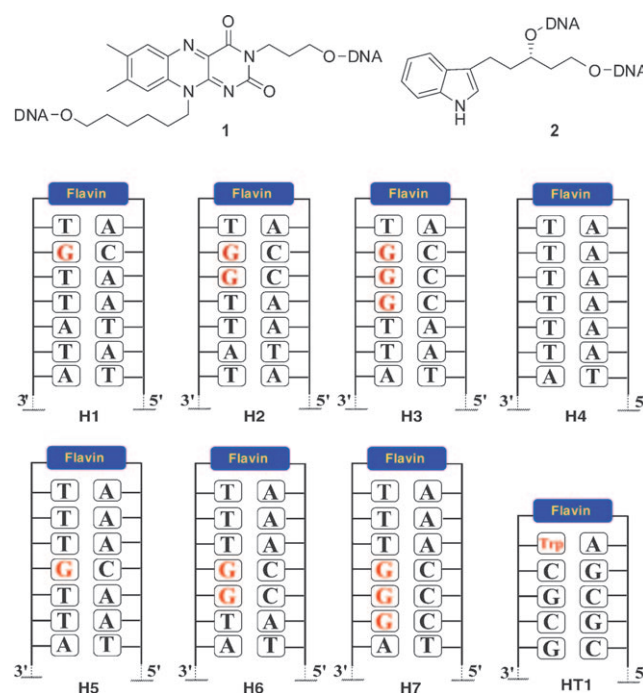 O
N
N
O–DNA
N
N
O
DNA–O
1
DNA
O
O
DNA
N
H
2
Flavin Flavin Flavin Flavin
T A T A T A T A
G C G C G C T A
T A G C G C T A
T A T A G C T A
A T T A T A T A
T A A T T A T A
A T T A A T A T
3' 5' 3' 5' 3' 5' 3' 5'
H1 H2 H3 H4
Flavin Flavin Flavin
T A T A T A
T A T A T A Flavin
T A T A T A Trp A
G C G C G C C G
T A G C G C G C
T A T A G C C G
A T A T A T G C
3' 5' 3' 5' 3' 5' 3' 5'
H5 H6 H7 HT1